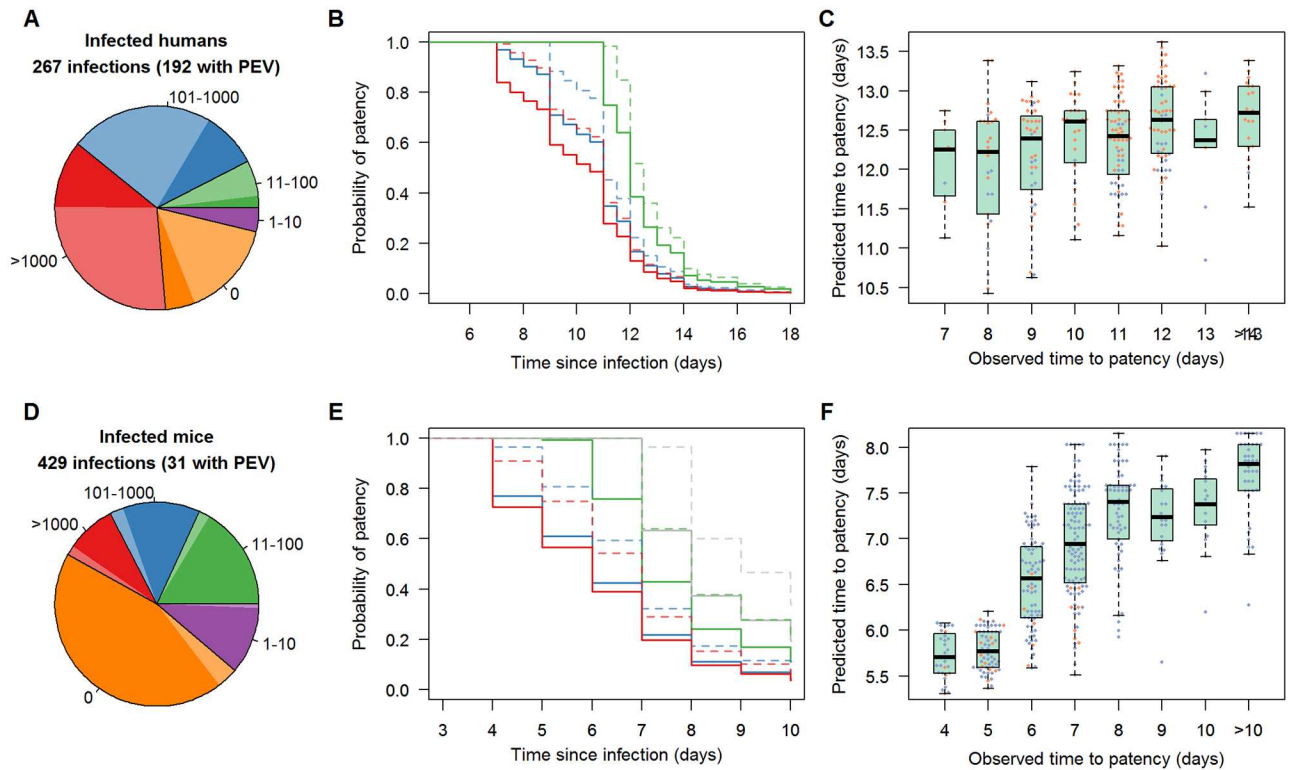 A
Infected humans
267 infections (192 with PEV)
101-1000
11-100
1-10
0
>1000
B
Probability of patency
1.0
0.8
0.6
0.4
0.2
0.0
6 8 10 12 14 16 18
Time since infection (days)
C
Predicted time to patency (days)
13.5
13.0
12.5
12.0
11.5
11.0
10.5
7 8 9 10 11 12 13
Observed time to patency (days)
D
Infected mice
429 infections (31 with PEV)
101-1000
>1000
11-100
1-10
0
E
Probability of patency
1.0
0.8
0.6
0.4
0.2
0.0
3 4 5 6 7 8 9 10
Time since infection (days)
F
Predicted time to patency (days)
8.0
7.5
7.0
6.5
6.0
5.5
4 5 6 7 8 9 10 >10
Observed time to patency (days)